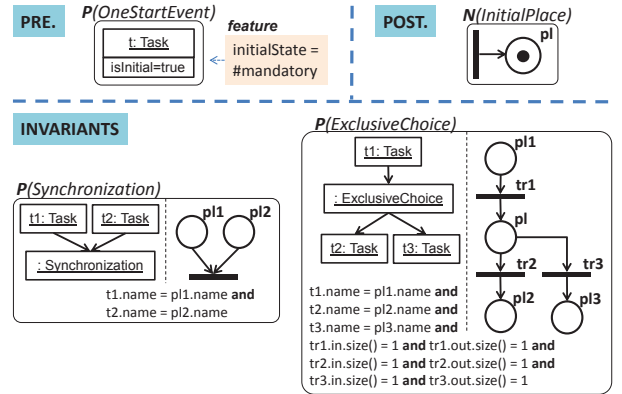 PRE.
P(OneStartEvent)
t: Task
isInitial=true
feature
initialState =
#mandatory
POST.
N(InitialPlace)
pl
INVARIANTS
P(Synchronization)
t1: Task
t2: Task
: Synchronization
pl1
pl2
t1.name = pl1.name and
t2.name = pl2.name
P(ExclusiveChoice)
t1: Task
: ExclusiveChoice
t2: Task
t3: Task
pl1
tr1
pl
tr2
tr3
pl2
pl3
t1.name = pl1.name and
t2.name = pl2.name and
t3.name = pl3.name and
tr1.in.size() = 1 and tr1.out.size() = 1 and
tr2.in.size() = 1 and tr2.out.size() = 1 and
tr3.in.size() = 1 and tr3.out.size() = 1